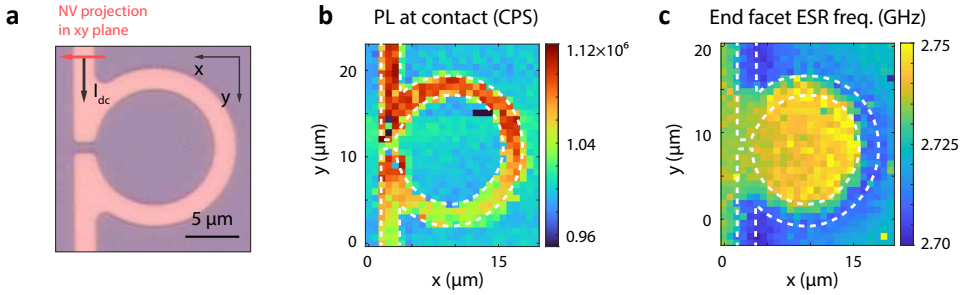 a
NV projection
in xy plane
x
y
I_dc
5 µm
b
PL at contact (CPS)
1.12×10⁶
1.04
0.96
20
10
0
y (µm)
0
15
x (µm)
c
End facet ESR freq. (GHz)
2.75
2.725
2.70
20
10
0
y (µm)
0
15
x (µm)